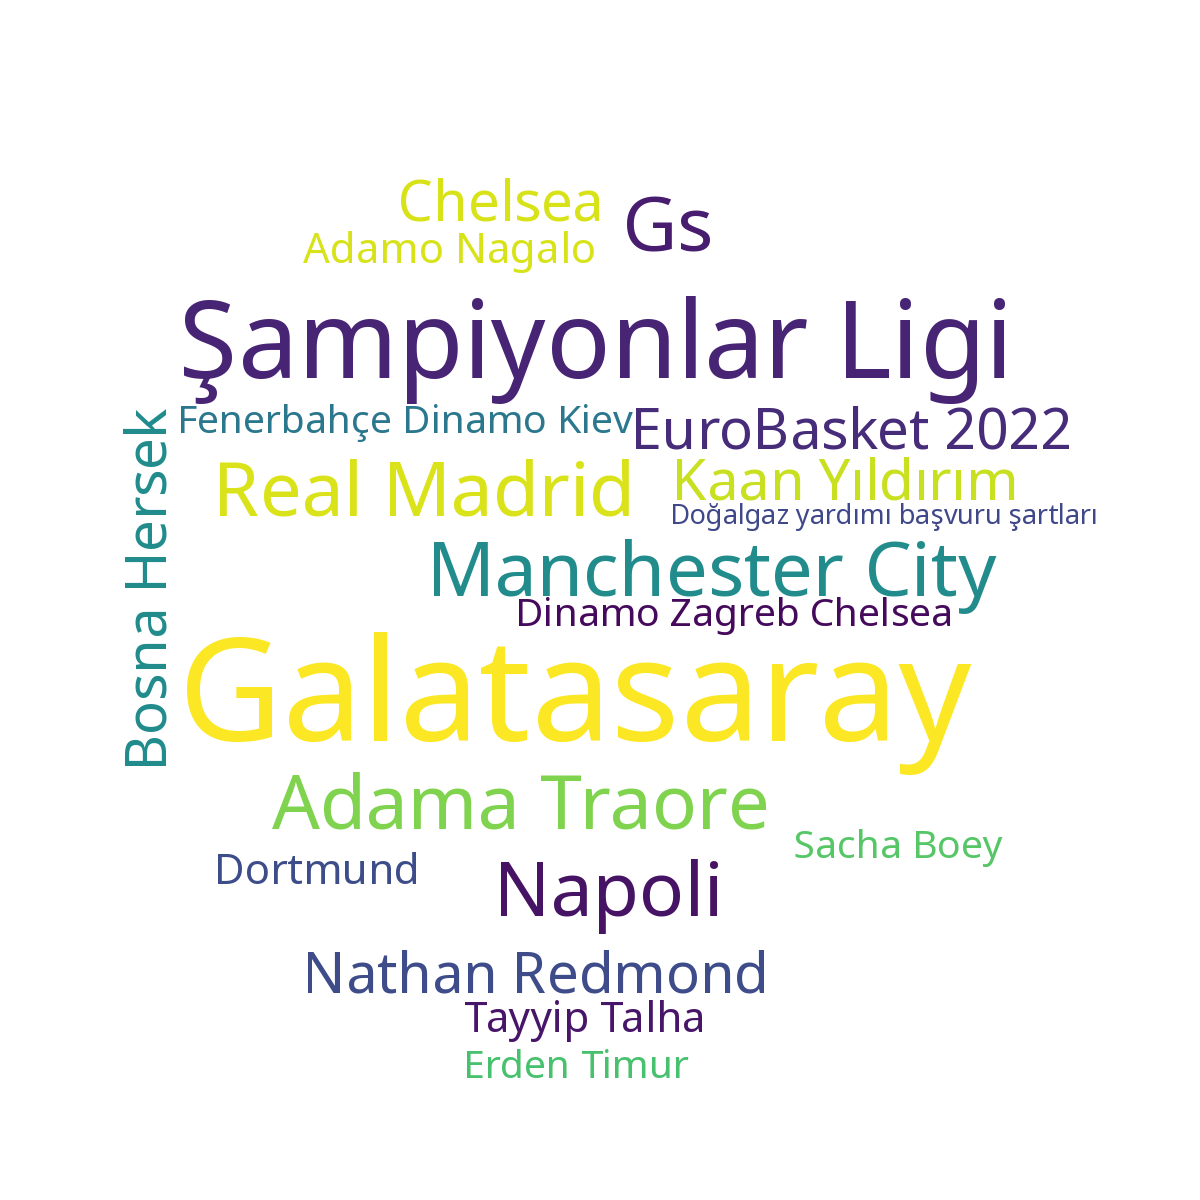 Chelsea
Gs
Adamo Nagalo
Şampiyonlar Ligi
Fenerbahçe Dinamo Kiev
EuroBasket 2022
Bosna Hersek
Real Madrid
Kaan Yıldırım
Doğalgaz yardımı başvuru şartları
Manchester City
Dinamo Zagreb Chelsea
Galatasaray
Adama Traore
Sacha Boey
Dortmund
Napoli
Nathan Redmond
Tayyip Talha
Erden Timur